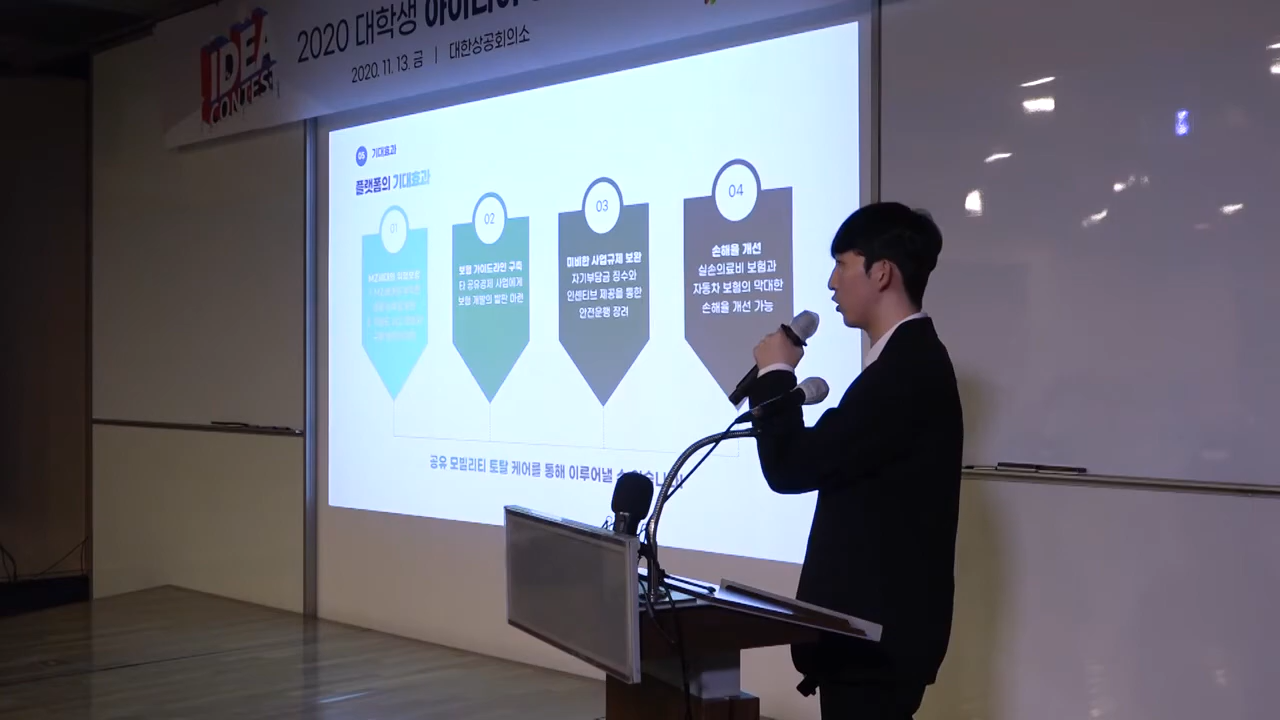 IDEA
CONTEST
2020 대학생 아이디어
2020. 11. 13. 금 | 대한상공회의소
05 기대효과
플랫폼의 기대효과
01
02
보험 가이드라인 구축
타 공유경제 사업에게
보험 개발의 발판 마련
03
미비한 사업규제 보완
자기부담금 징수와
인센티브 제공을 통한
안전운행 장려
04
손해율 개선
실손의료비 보험과
자동차 보험의 막대한
손해율 개선 가능
공유 모빌리티 토탈 케어를 통해 이루어낼